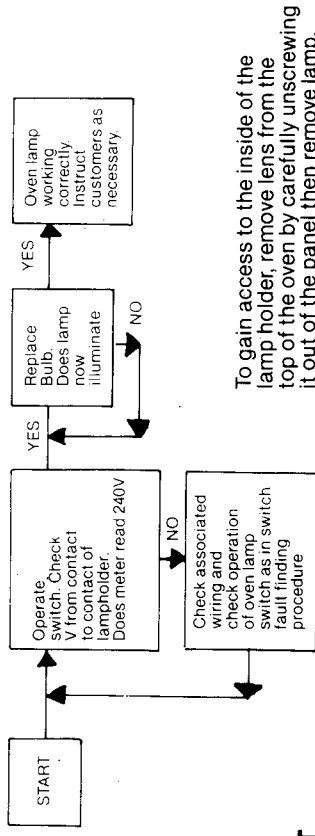 START
Operate
switch. Check
V from contact
to contact of
lampholder.
Does meter read 240V
YES
NO
Check associated
wiring and
check operation
of oven lamp
switch as in switch
fault finding
procedure
Replace
Bulb.
Does lamp
now
illuminate
YES
NO
Oven lamp
working
correctly.
Instruct
customers as
necessary.
To gain access to the inside of the
lamp holder, remove lens from the
top of the oven by carefully unscrewing
it out of the panel then remove lamp.